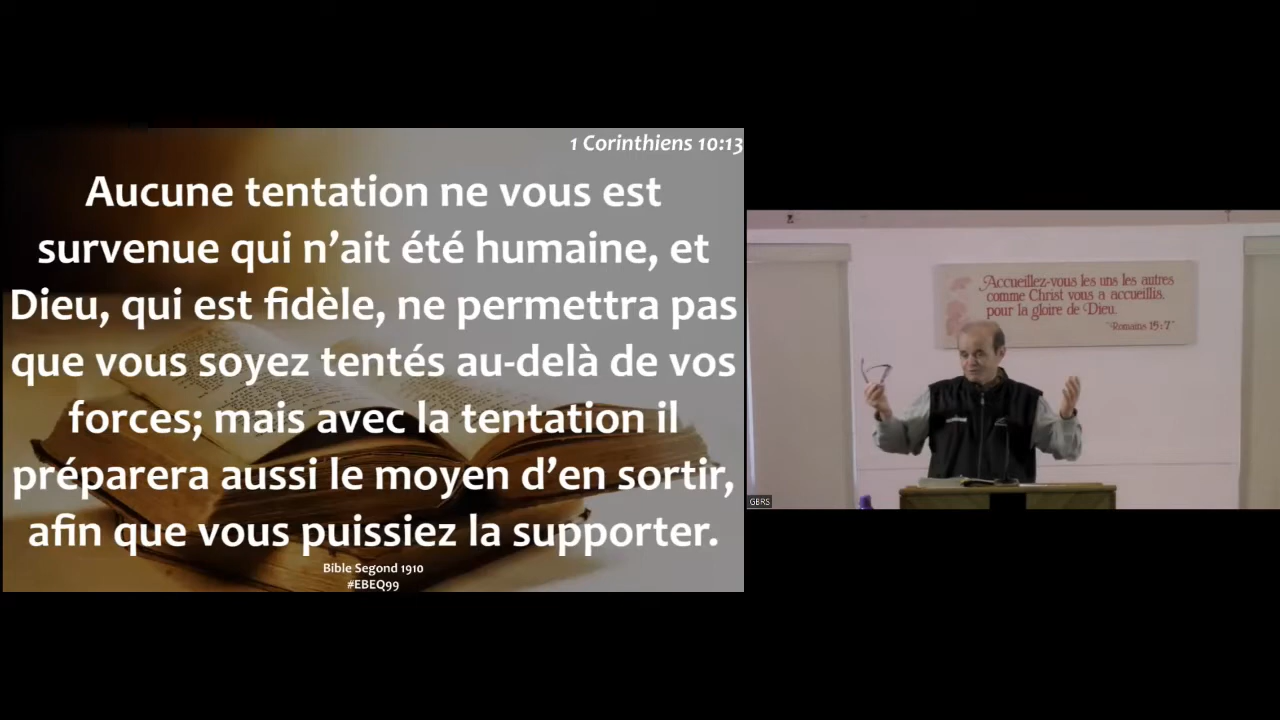 1 Corinthiens 10:13
Aucune tentation ne vous est
survenue qui n’ait été humaine, et
Dieu, qui est fidèle, ne permettra pas
que vous soyez tentés au-delà de vos
forces; mais avec la tentation il
préparera aussi le moyen d’en sortir,
afin que vous puissiez la supporter.
Bible Segond 1910
#EBEQ99
Accueillez-vous les uns les autres
comme Christ vous a accueillis,
pour la gloire de Dieu.
"Romains 15:7"
GBRS